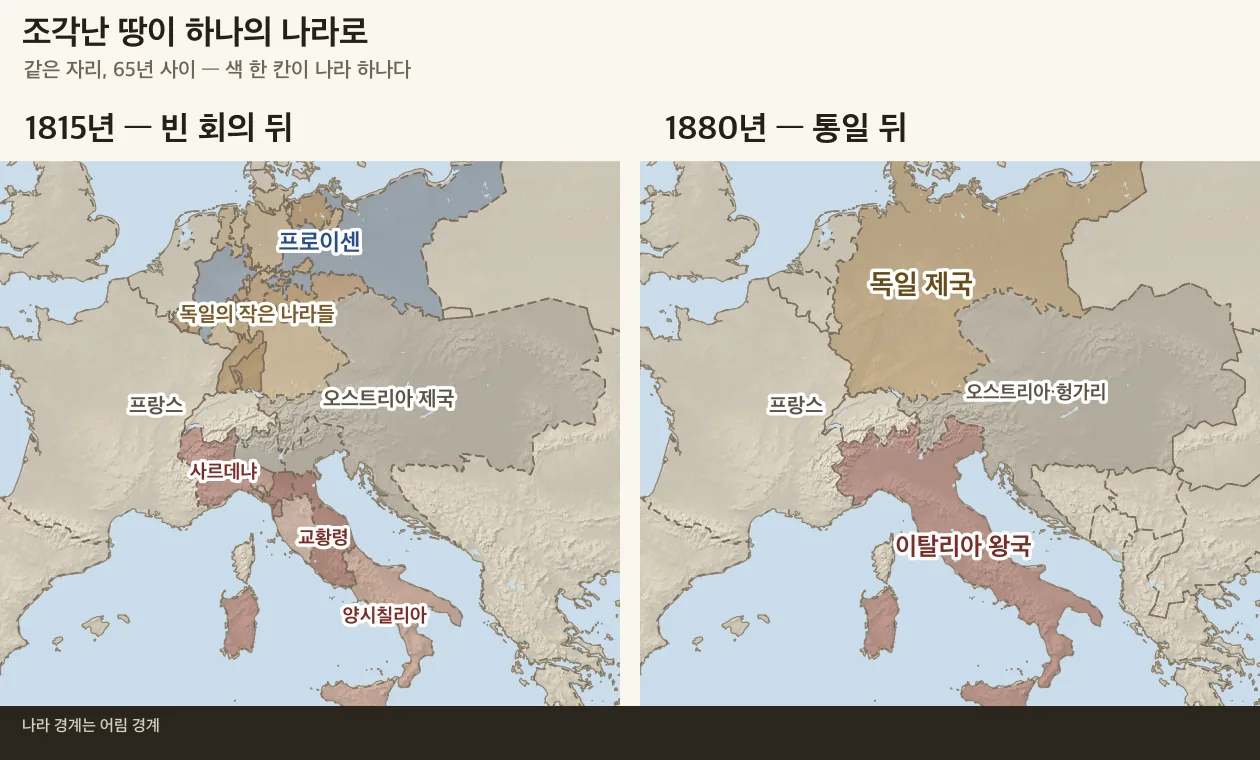 조각난 땅이 하나의 나라로
같은 자리, 65년 사이 — 색 한 칸이 나라 하나다
1815년 — 빈 회의 뒤
프로이센
독일의 작은 나라들
오스트리아 제국
프랑스
사르데냐
교황령
양시칠리아
1880년 — 통일 뒤
독일 제국
오스트리아·헝가리
프랑스
이탈리아 왕국
나라 경계는 어림 경계